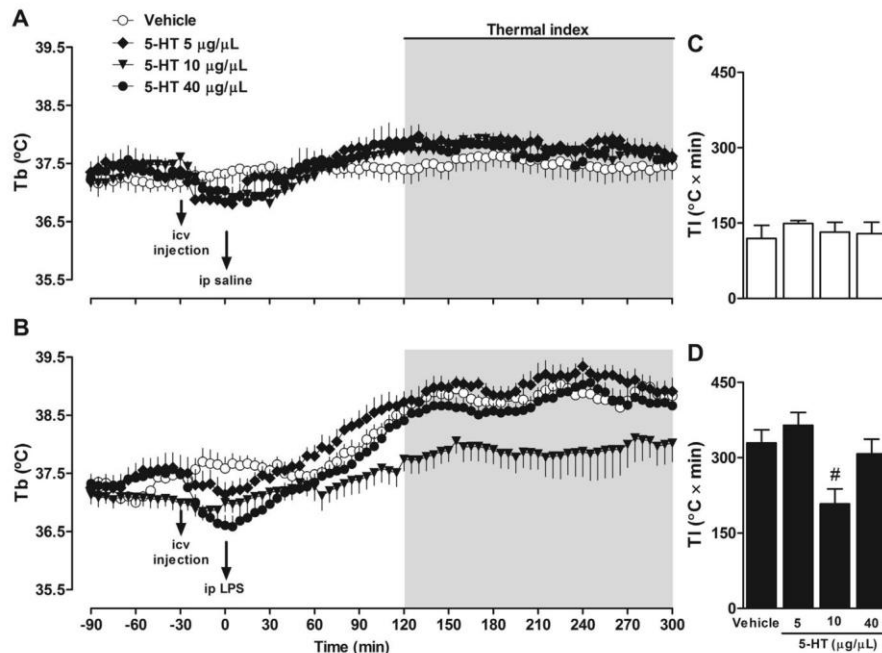 A
Vehicle
5-HT 5 µg/µL
5-HT 10 µg/µL
5-HT 40 µg/µL
Thermal index
Tb (ºC)
39.5
38.5
37.5
36.5
35.5
icv
injection
ip saline
C
TI (°C × min)
450
300
150
0
B
Tb (ºC)
39.5
38.5
37.5
36.5
35.5
icv
injection
ip LPS
-90 -60 -30 0 30 60 90 120 150 180 210 240 270 300
Time (min)
D
TI (°C × min)
450
300
150
0
#
Vehicle 5 10 40
5-HT (µg/µL)